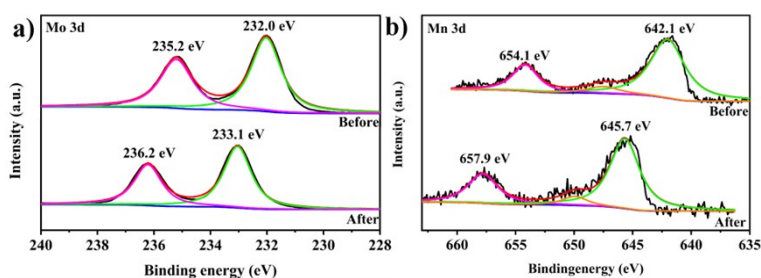 a)
Mo 3d
235.2 eV
232.0 eV
Before
236.2 eV
233.1 eV
After
Intensity (a.u.)
240 238 236 234 232 230 228
Binding energy (eV)
b)
Mn 3d
654.1 eV
642.1 eV
Before
657.9 eV
645.7 eV
After
Intensity (a.u.)
660 655 650 645 640 635
Bindingenergy (eV)